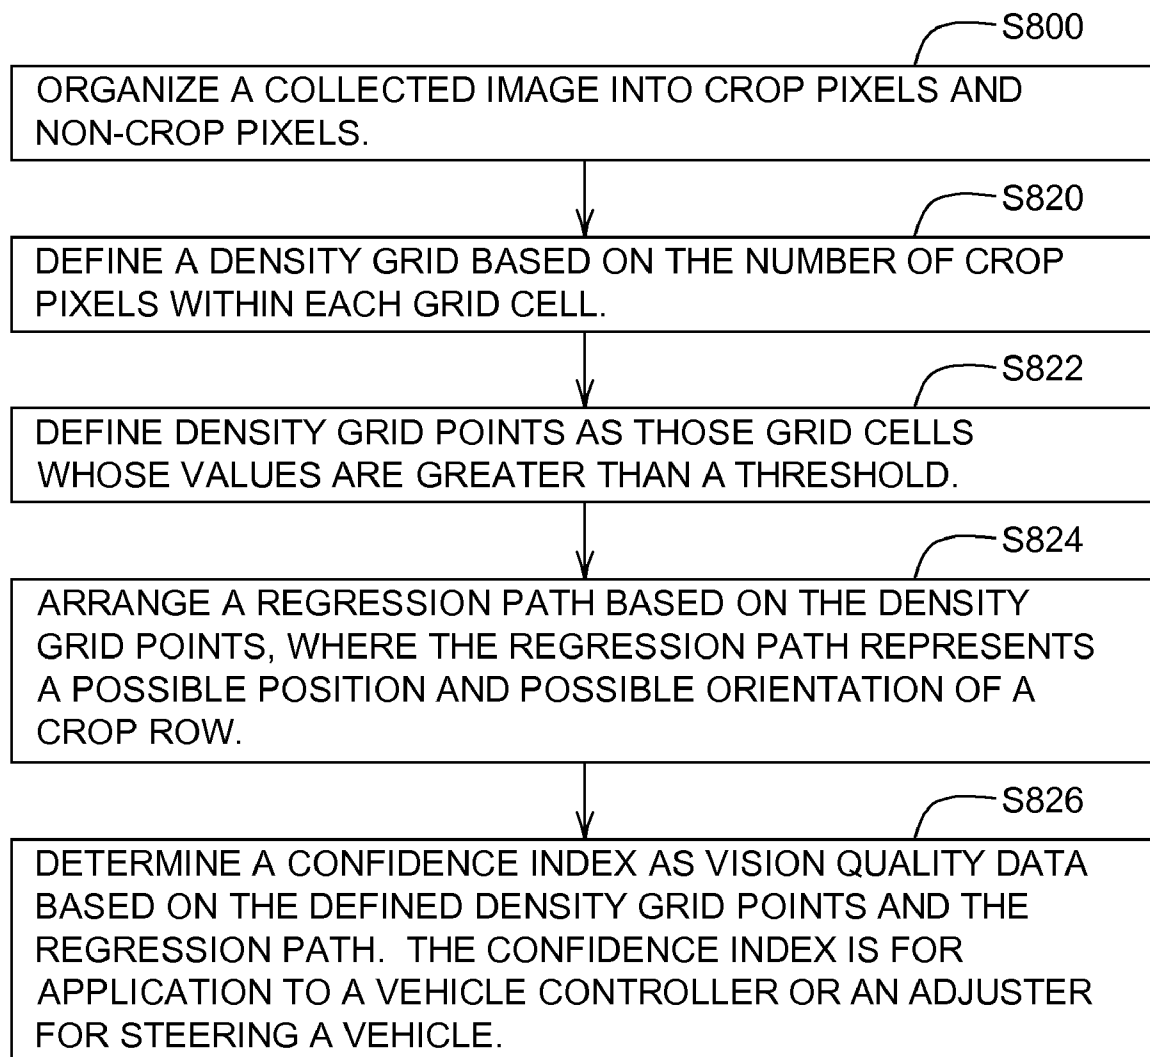 S800
ORGANIZE A COLLECTED IMAGE INTO CROP PIXELS AND
NON-CROP PIXELS.
S820
DEFINE A DENSITY GRID BASED ON THE NUMBER OF CROP
PIXELS WITHIN EACH GRID CELL.
S822
DEFINE DENSITY GRID POINTS AS THOSE GRID CELLS
WHOSE VALUES ARE GREATER THAN A THRESHOLD.
S824
ARRANGE A REGRESSION PATH BASED ON THE DENSITY
GRID POINTS, WHERE THE REGRESSION PATH REPRESENTS
A POSSIBLE POSITION AND POSSIBLE ORIENTATION OF A
CROP ROW.
S826
DETERMINE A CONFIDENCE INDEX AS VISION QUALITY DATA
BASED ON THE DEFINED DENSITY GRID POINTS AND THE
REGRESSION PATH.  THE CONFIDENCE INDEX IS FOR
APPLICATION TO A VEHICLE CONTROLLER OR AN ADJUSTER
FOR STEERING A VEHICLE.